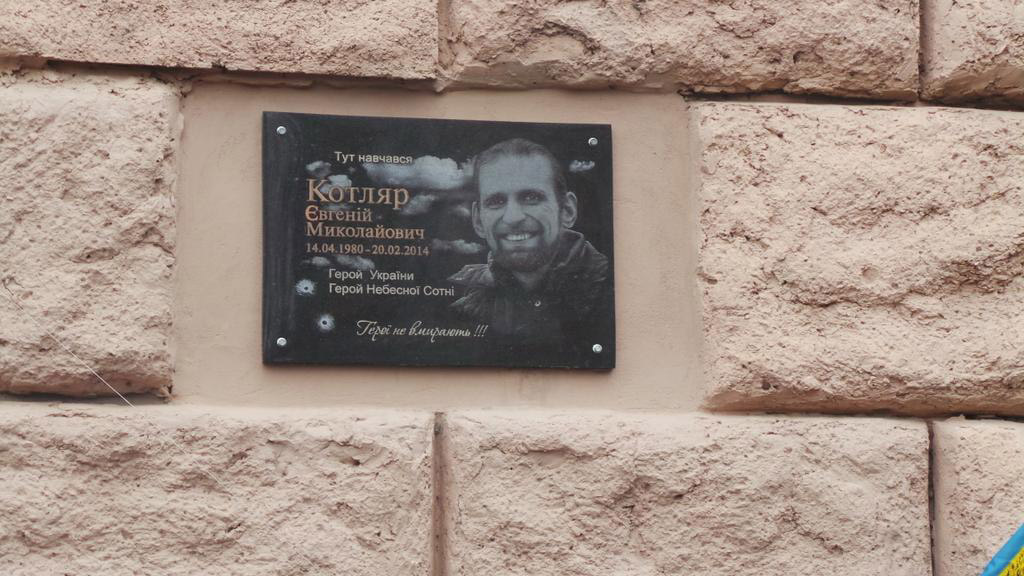 Тут навчався
Котляр
Євгеній
Миколайович
14.04.1980-20.02.2014
Герой України
Герой Небесної Сотні
Герої не вмирають !!!